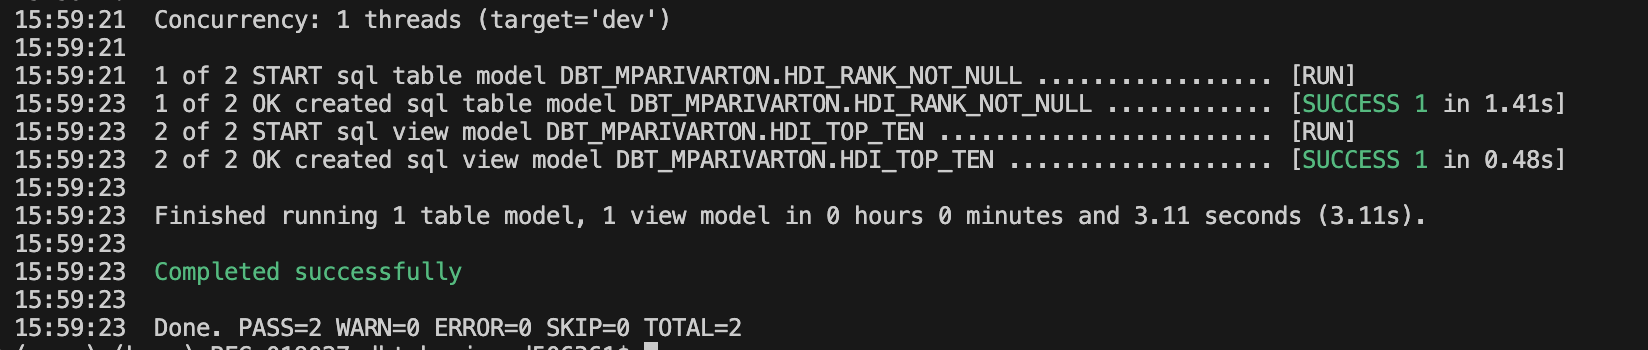 15:59:21  Concurrency: 1 threads (target='dev')
15:59:21
15:59:21  1 of 2 START sql table model DBT_MPARIVARTON.HDI_RANK_NOT_NULL ................. [RUN]
15:59:23  1 of 2 OK created sql table model DBT_MPARIVARTON.HDI_RANK_NOT_NULL ............ [SUCCESS 1 in 1.41s]
15:59:23  2 of 2 START sql view model DBT_MPARIVARTON.HDI_TOP_TEN ........................ [RUN]
15:59:23  2 of 2 OK created sql view model DBT_MPARIVARTON.HDI_TOP_TEN ................... [SUCCESS 1 in 0.48s]
15:59:23
15:59:23  Finished running 1 table model, 1 view model in 0 hours 0 minutes and 3.11 seconds (3.11s).
15:59:23
15:59:23  Completed successfully
15:59:23
15:59:23  Done. PASS=2 WARN=0 ERROR=0 SKIP=0 TOTAL=2